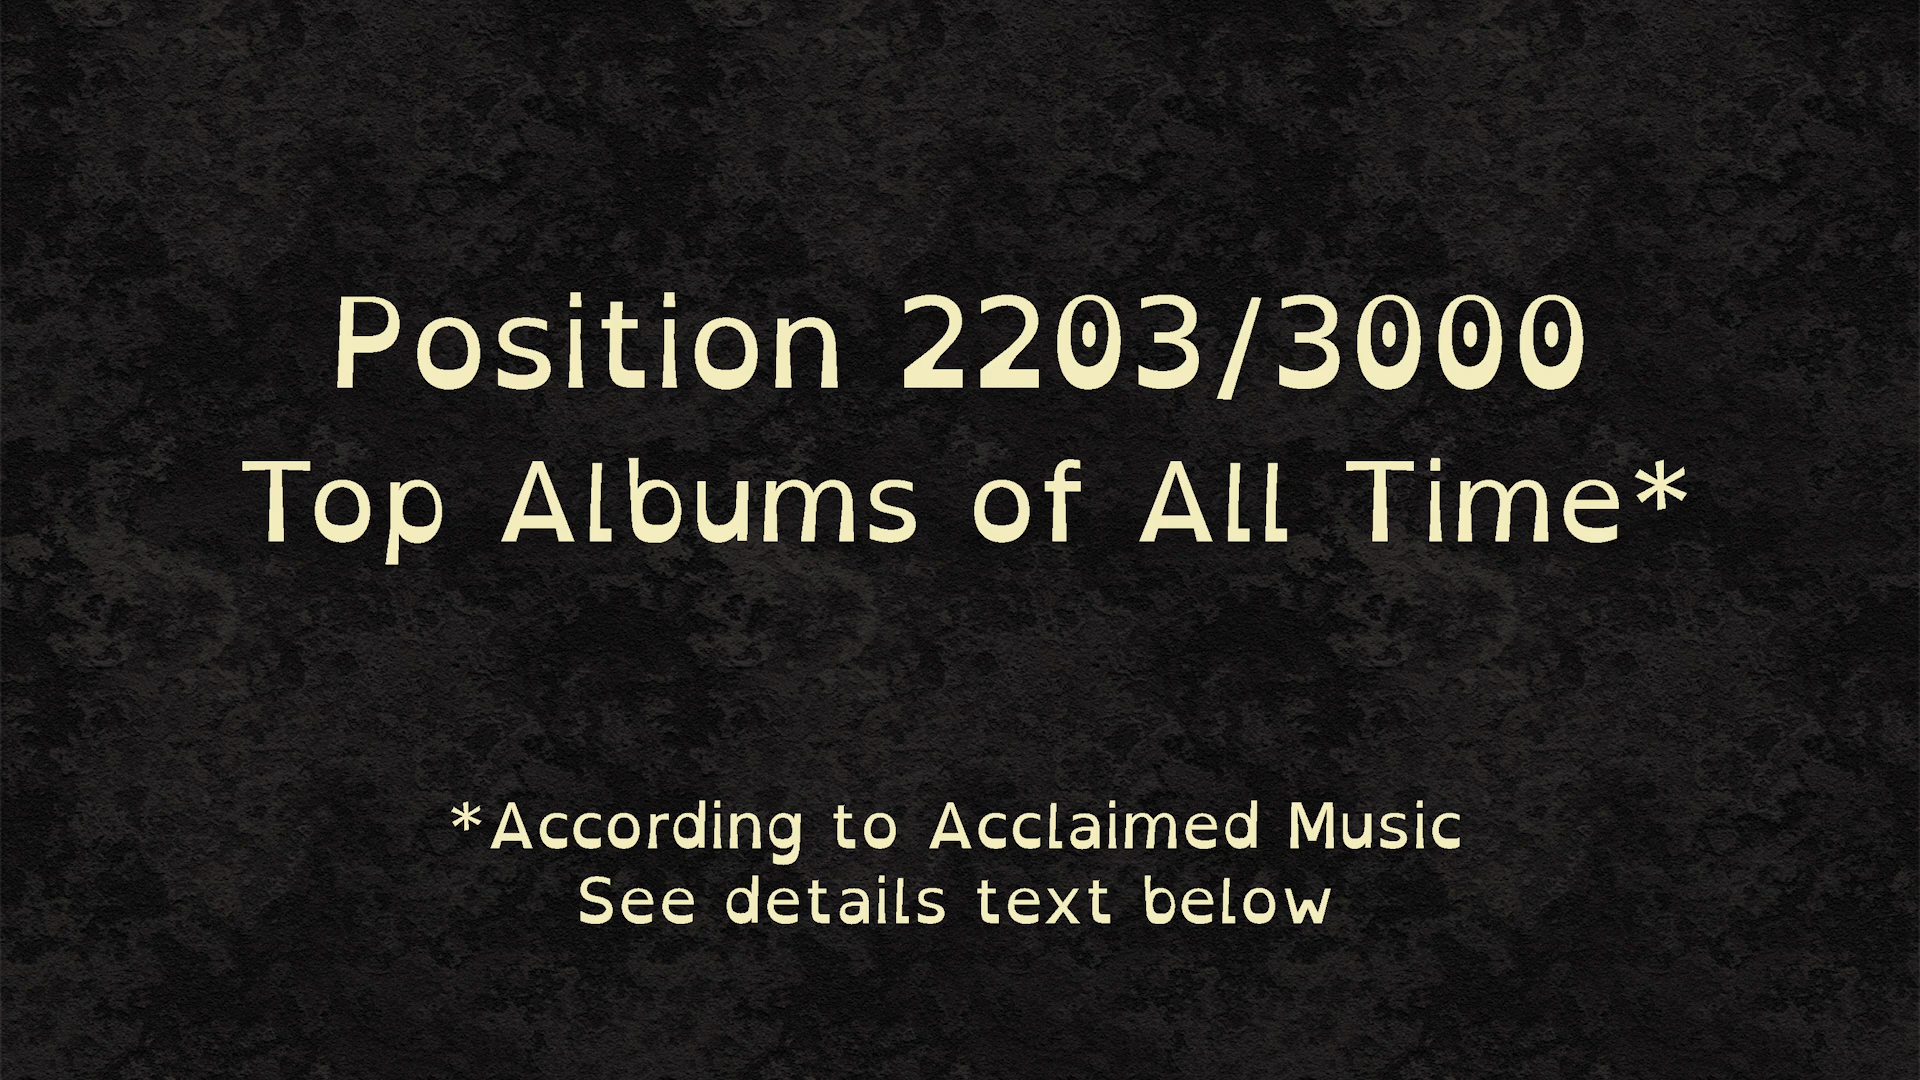 Position 2203/3000
Top Albums of All Time*
*According to Acclaimed Music
See details text below